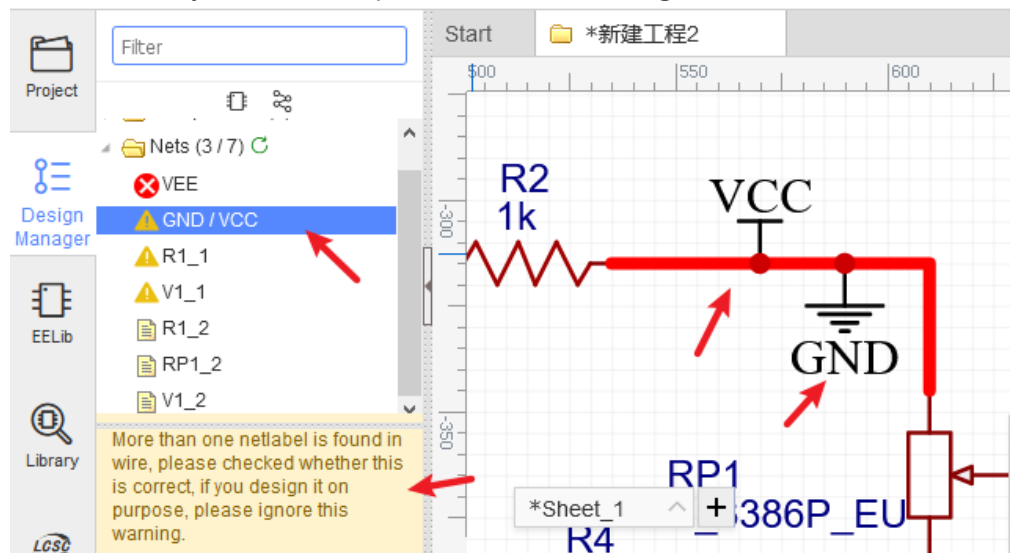 Start
*新建工程2
Filter
Project
500
550
600
Nets (3 / 7)
VEE
GND / VCC
R1_1
V1_1
R1_2
RP1_2
V1_2
Design
Manager
EELib
Library
LCSC
More than one netlabel is found in
wire, please checked whether this
is correct, if you design it on
purpose, please ignore this
warning.
-300
-350
R2
1k
VCC
GND
RP1
386P_EU
R4
*Sheet_1